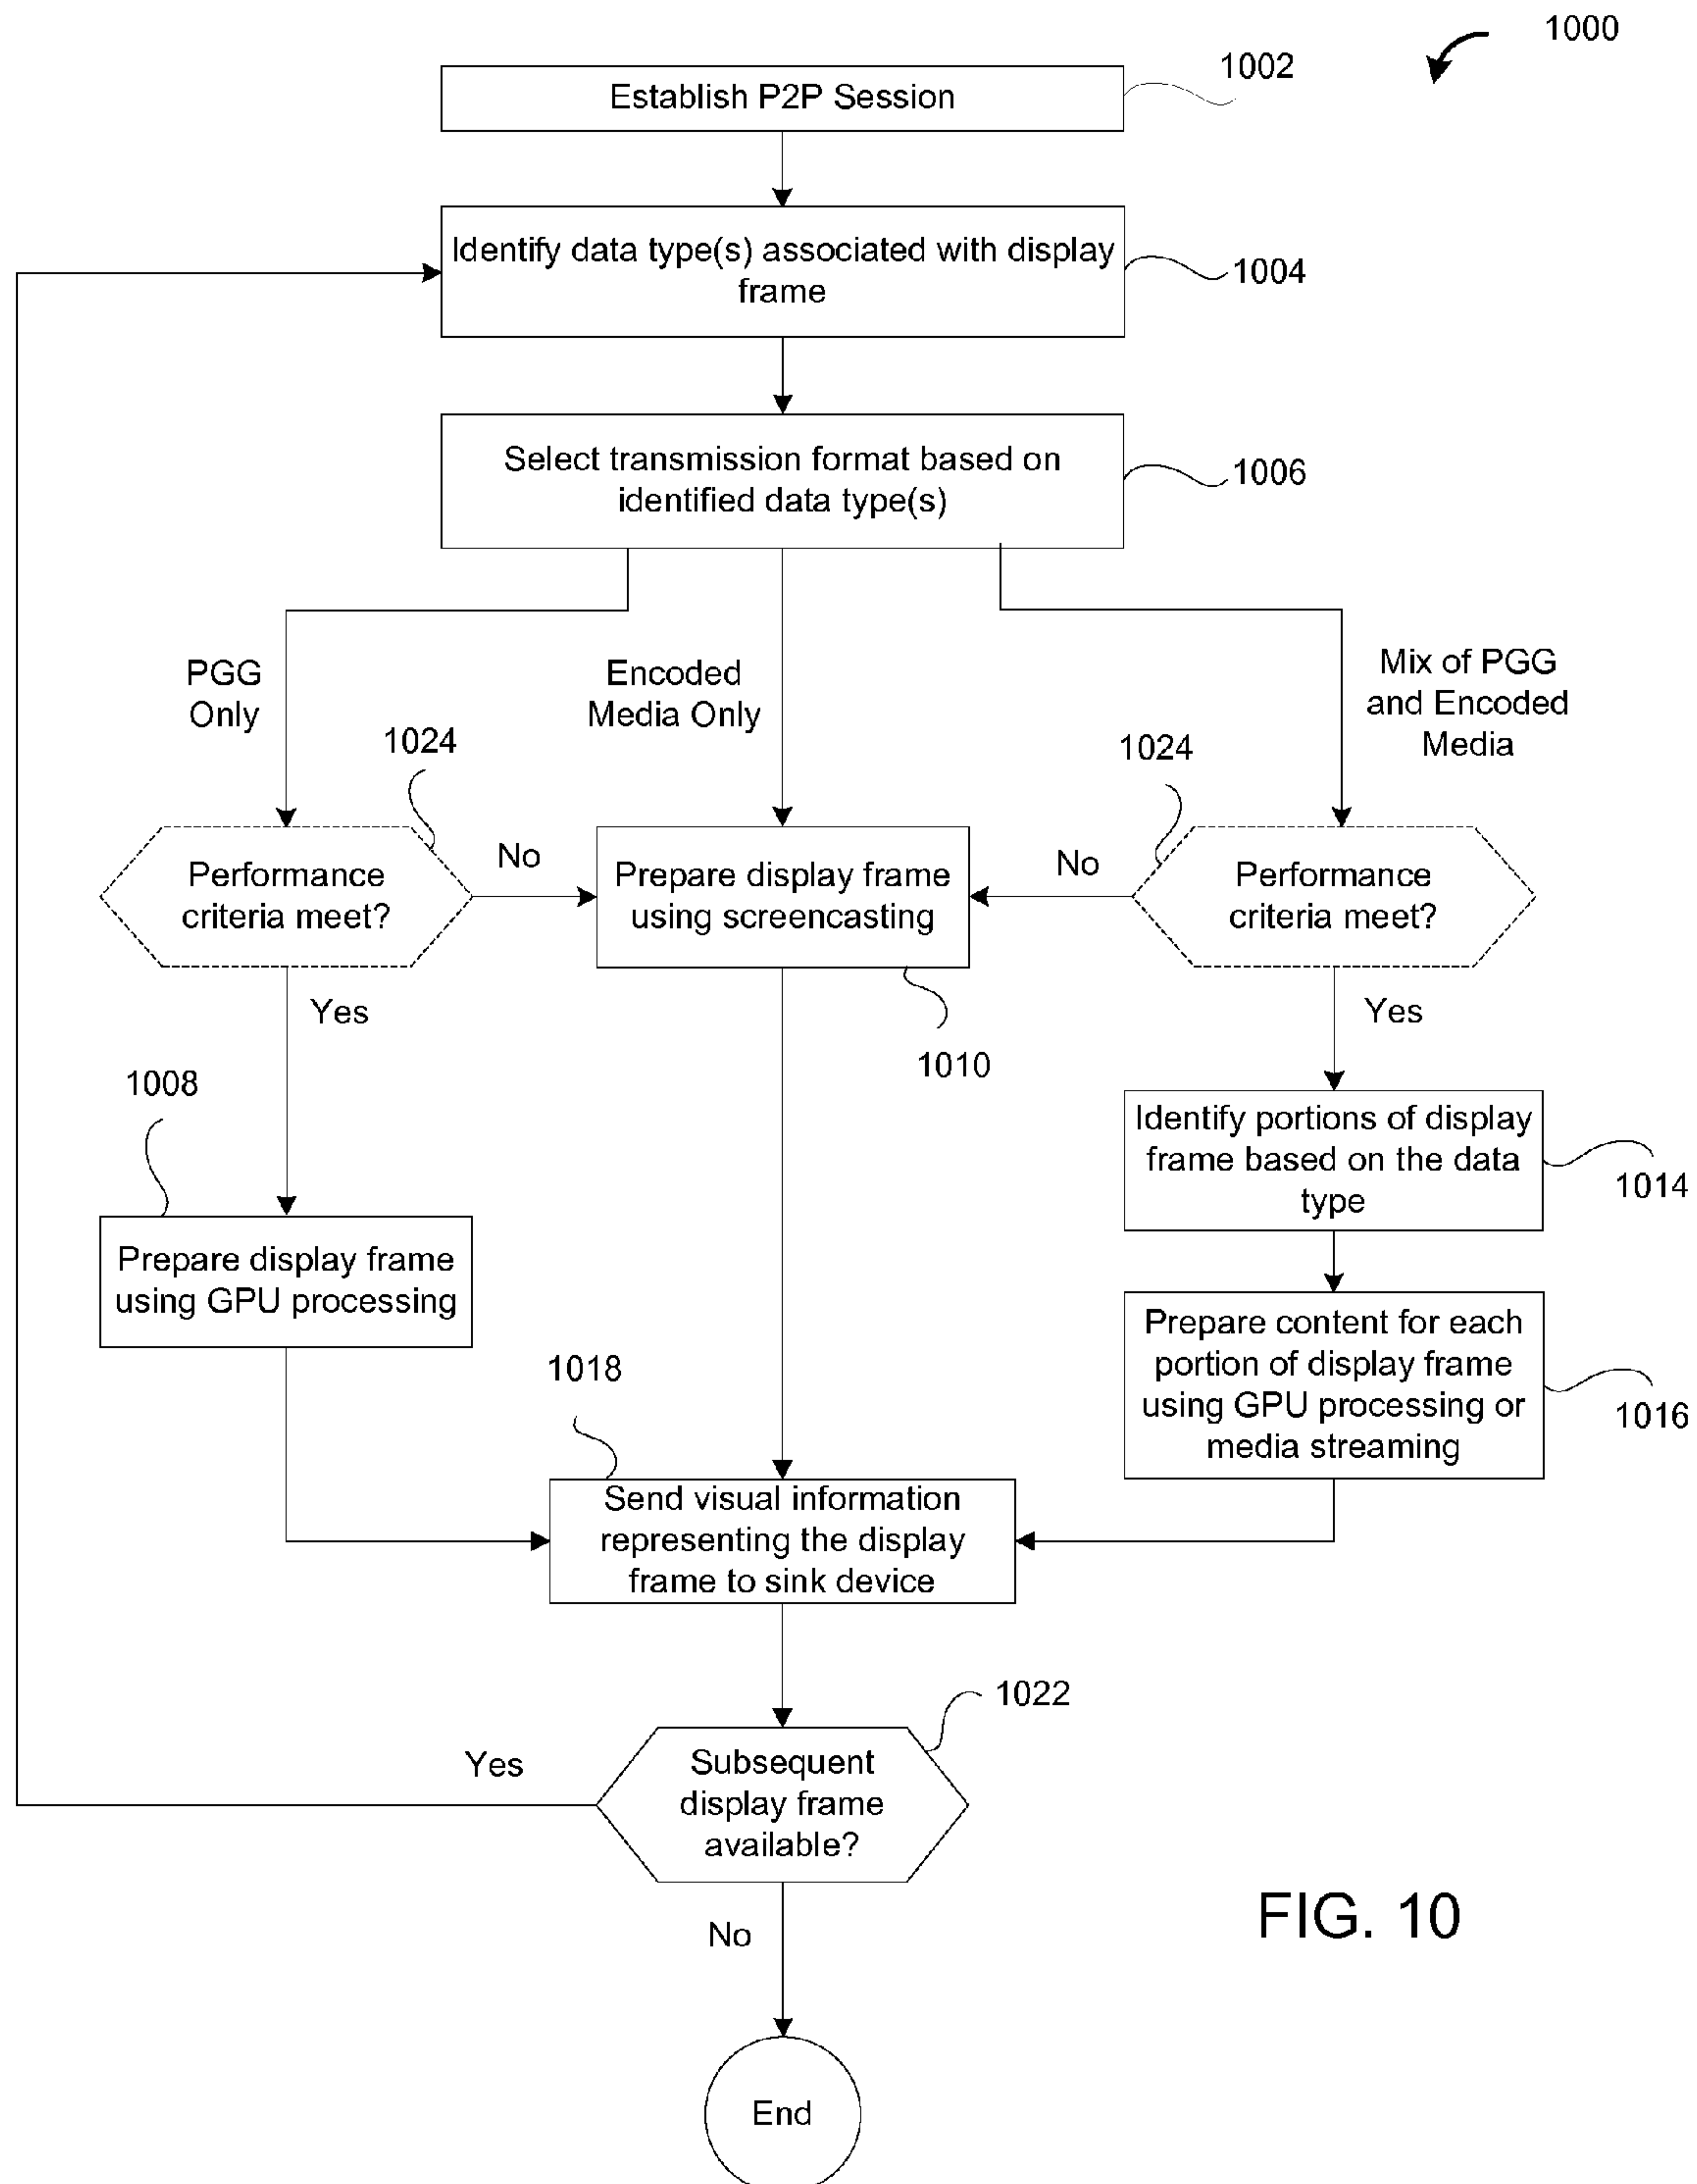 1000
1002
Establish P2P Session
Identify data type(s) associated with display
frame
1004
Select transmission format based on
identified data type(s)
1006
PGG
Only
Encoded
Media Only
Mix of PGG
and Encoded
Media
1024
1024
Performance
criteria meet?
No
Prepare display frame
using screencasting
No
Performance
criteria meet?
Yes
1010
Yes
1008
Identify portions of display
frame based on the data
type
1014
Prepare display frame
using GPU processing
Prepare content for each
portion of display frame
using GPU processing or
media streaming
1016
1018
Send visual information
representing the display
frame to sink device
1022
Yes
Subsequent
display frame
available?
No
FIG. 10
End